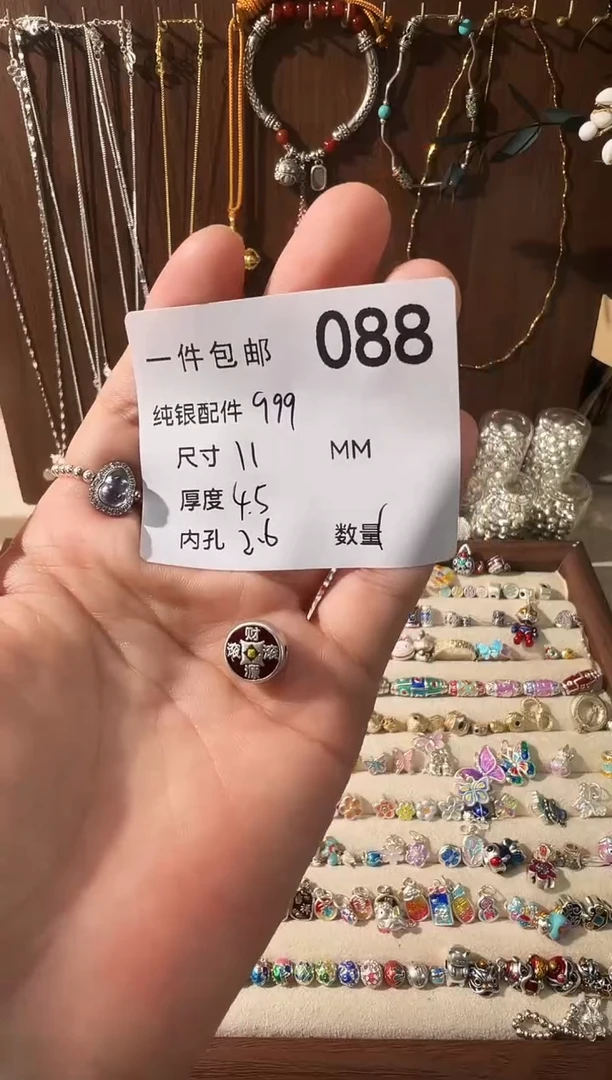 一件包邮 088
纯银配件 999
尺寸 11 MM
厚度 4.5
内孔 2.6 数量 1
财
滚 滚
源